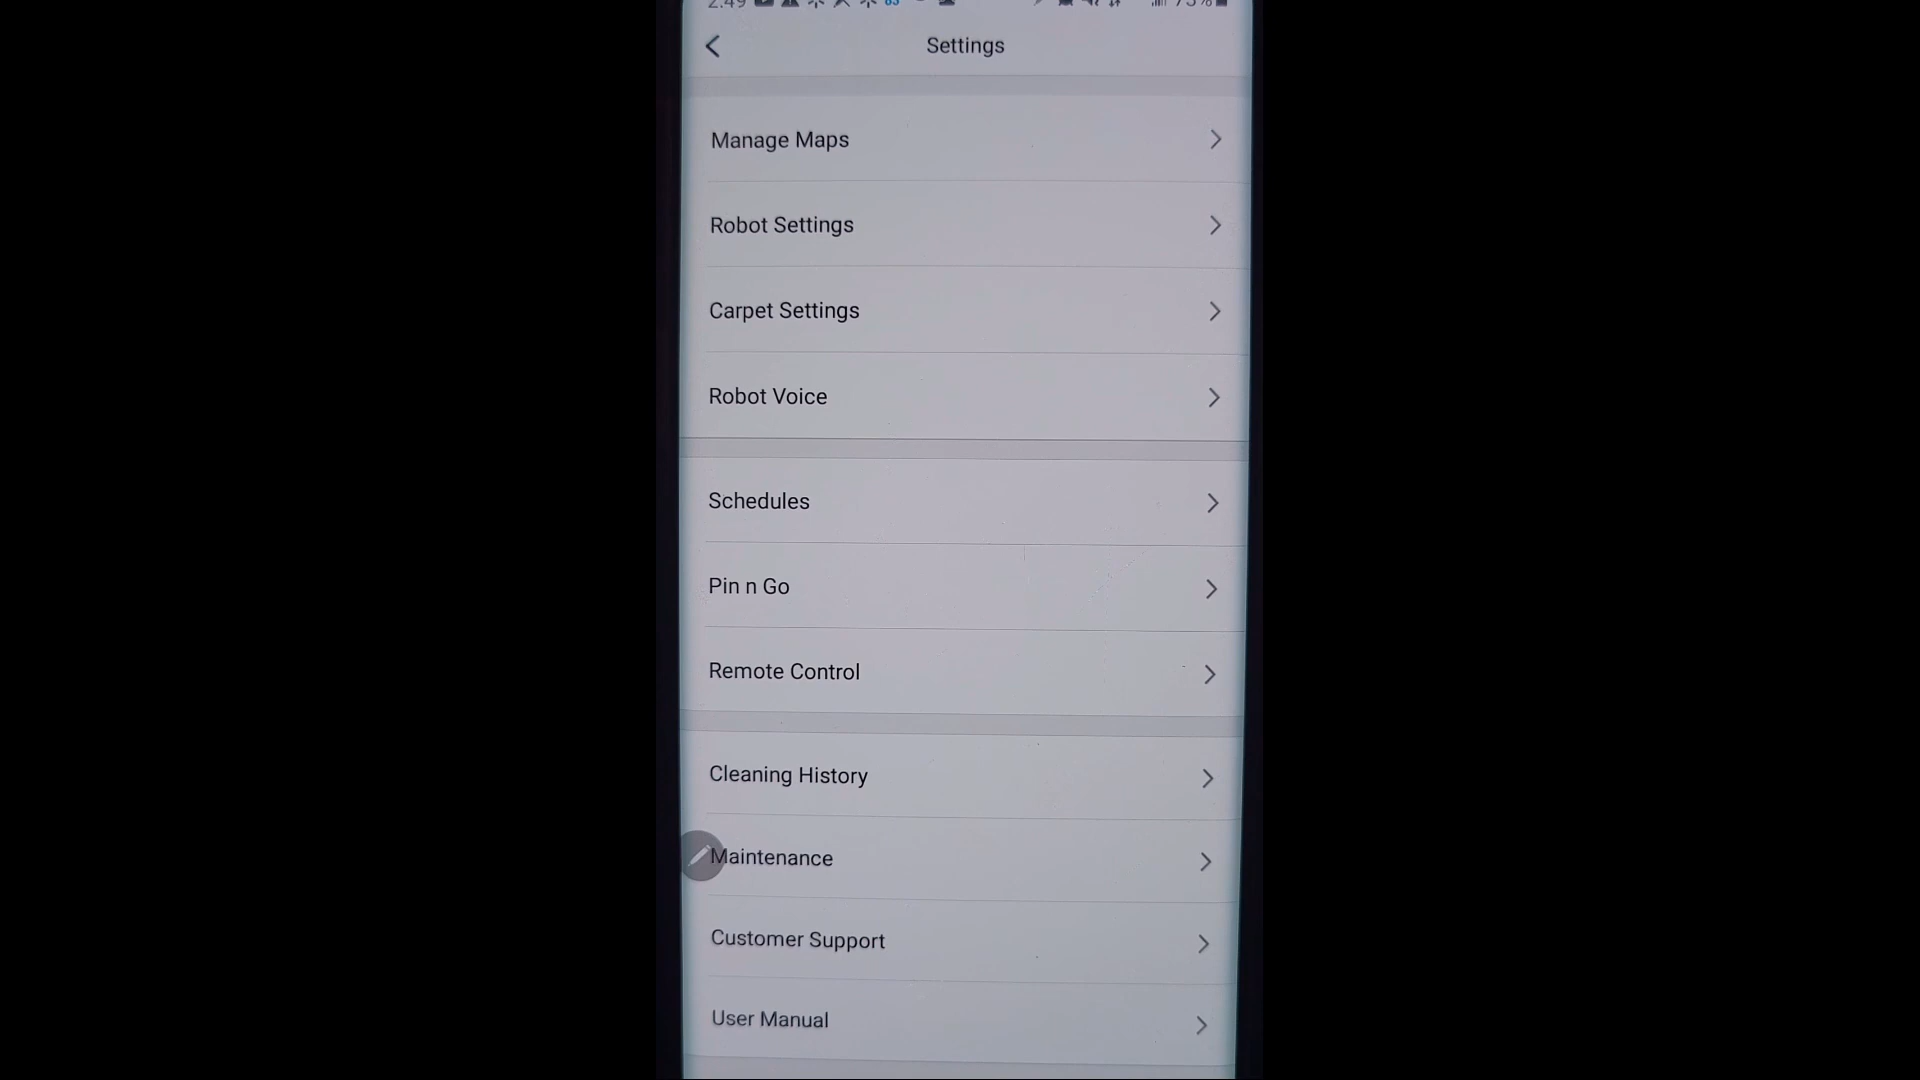 Settings
Manage Maps
Robot Settings
Carpet Settings
Robot Voice
Schedules
Pin n Go
Remote Control
Cleaning History
Maintenance
Customer Support
User Manual